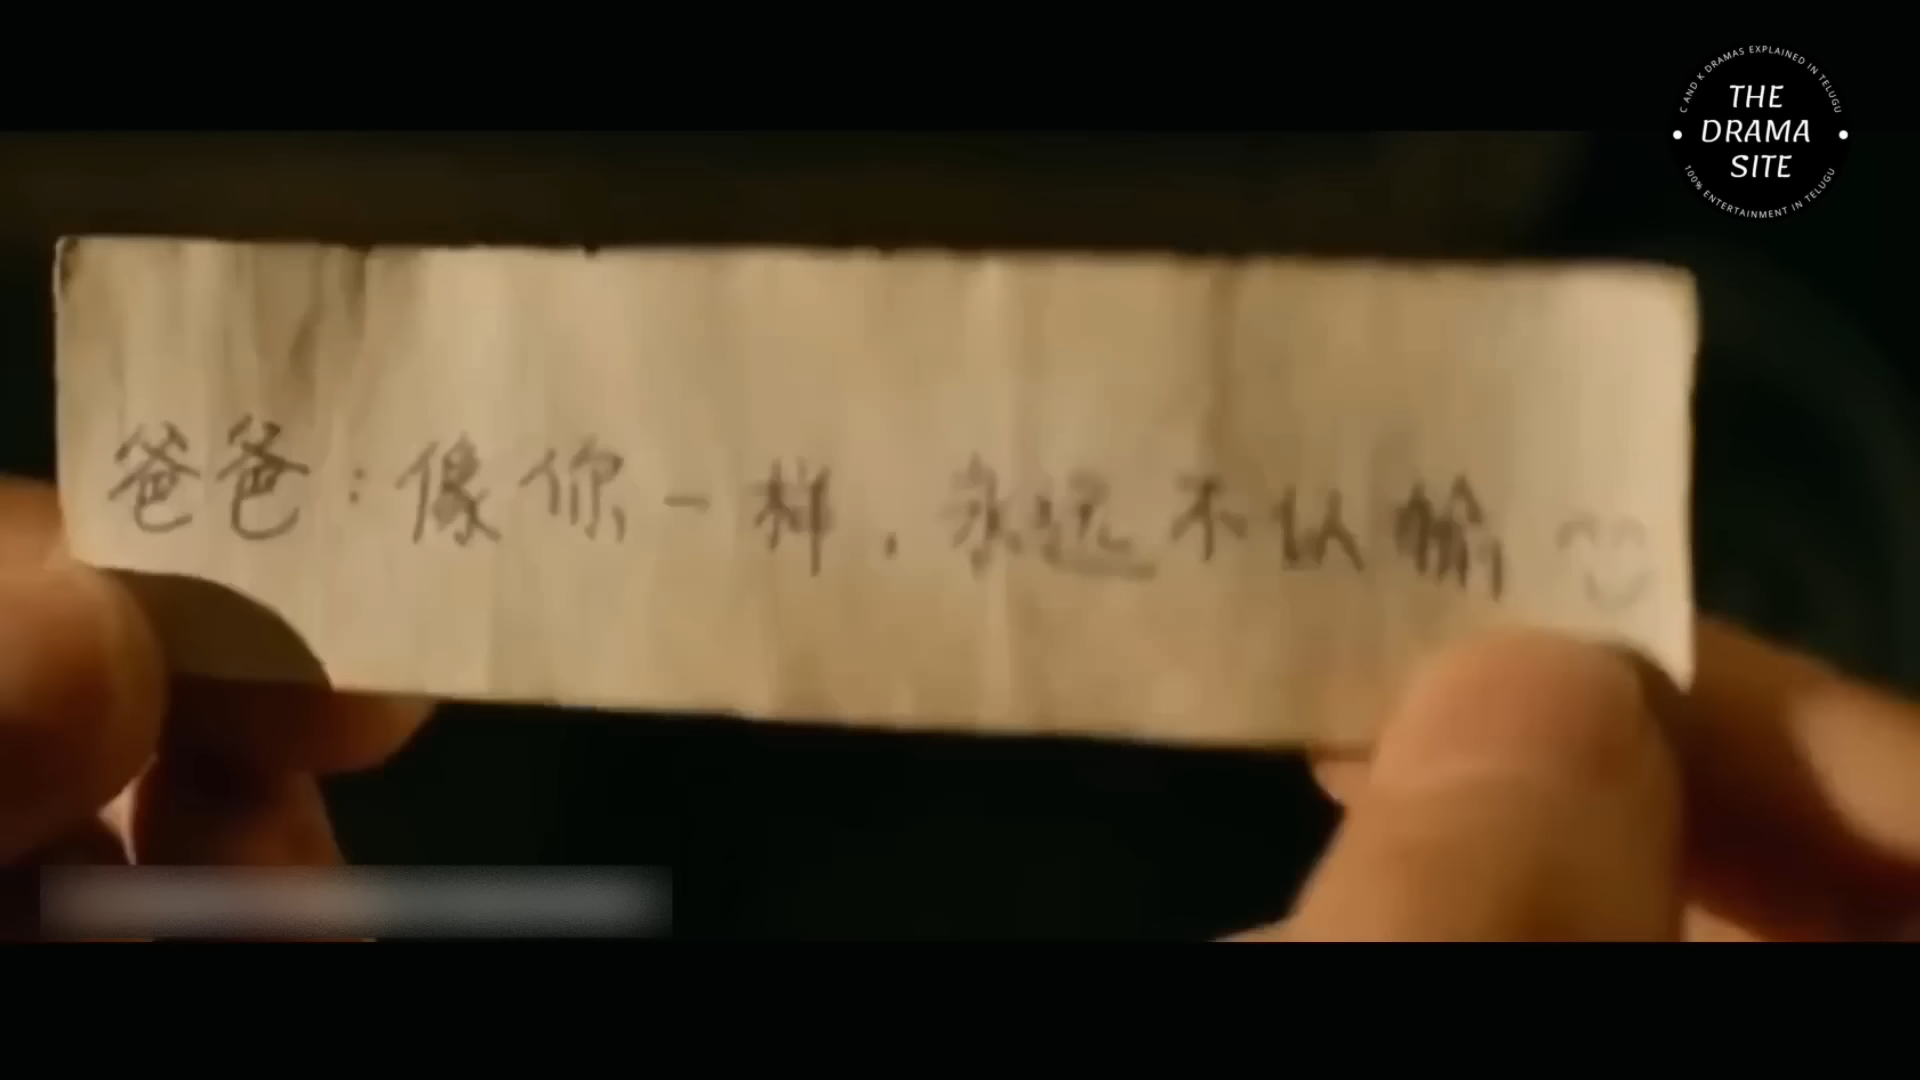 C AND K DRAMAS EXPLAINED IN TELUGU
THE
DRAMA
SITE
100% ENTERTAINMENT IN TELUGU
爸爸:像你一样,永远不认输